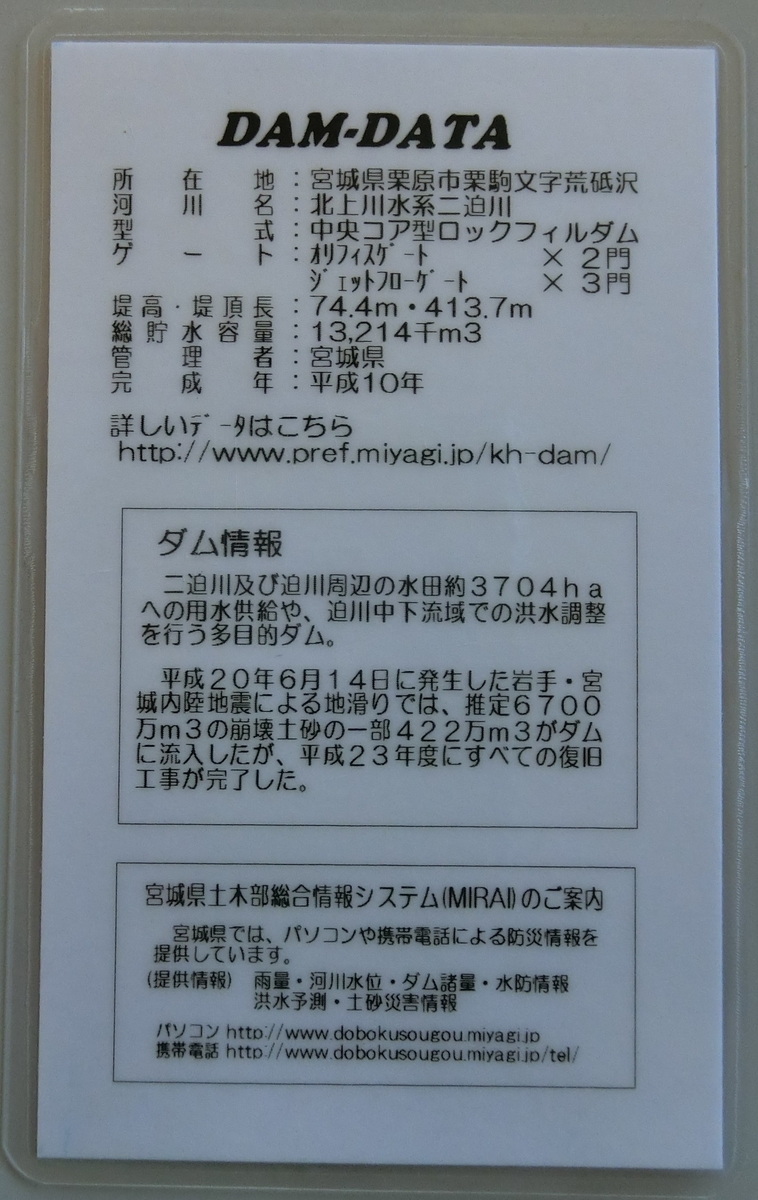 DAM-DATA
所在地：宮城県栗原市栗駒文字荒砥沢
河川名：北上川水系二迫川
型式：中央コア型ロックフィルダム
ゲート：ｵﾘﾌｨｽｹﾞｰﾄ ×２門
ｼﾞｪｯﾄﾌﾛｰｹﾞｰﾄ ×３門
堤高・堤頂長：74.4m・413.7m
総貯水容量：13,214千m3
管理者：宮城県
完成年：平成10年
詳しいﾃﾞｰﾀはこちら
http://www.pref.miyagi.jp/kh-dam/
ダム情報
二迫川及び迫川周辺の水田約３７０４ｈａ
への用水供給や、迫川中下流域での洪水調整
を行う多目的ダム。
平成２０年６月１４日に発生した岩手・宮
城内陸地震による地滑りでは、推定６７００
万ｍ３の崩壊土砂の一部４２２万ｍ３がダム
に流入したが、平成２３年度にすべての復旧
工事が完了した。
宮城県土木部総合情報システム(MIRAI)のご案内
宮城県では、パソコンや携帯電話による防災情報を
提供しています。
(提供情報) 雨量・河川水位・ダム諸量・水防情報
洪水予測・土砂災害情報
パソコン http://www.dobokusougou.miyagi.jp
携帯電話 http://www.dobokusougou.miyagi.jp/tel/